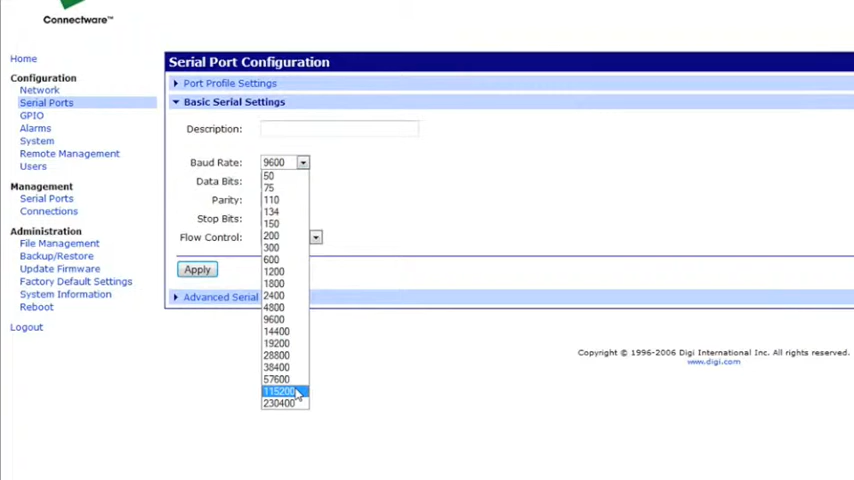 Connectware™
Home
Configuration
Network
Serial Ports
GPIO
Alarms
System
Remote Management
Users
Management
Serial Ports
Connections
Administration
File Management
Backup/Restore
Update Firmware
Factory Default Settings
System Information
Reboot
Logout
Serial Port Configuration
Port Profile Settings
Basic Serial Settings
Description:
Baud Rate: 9600
Data Bits:
Parity:
Stop Bits:
Flow Control:
50
75
110
134
150
200
300
600
1200
1800
2400
4800
9600
14400
19200
28800
38400
57600
115200
230400
Apply
Advanced Serial
Copyright © 1996-2006 Digi International Inc. All rights reserved.
www.digi.com